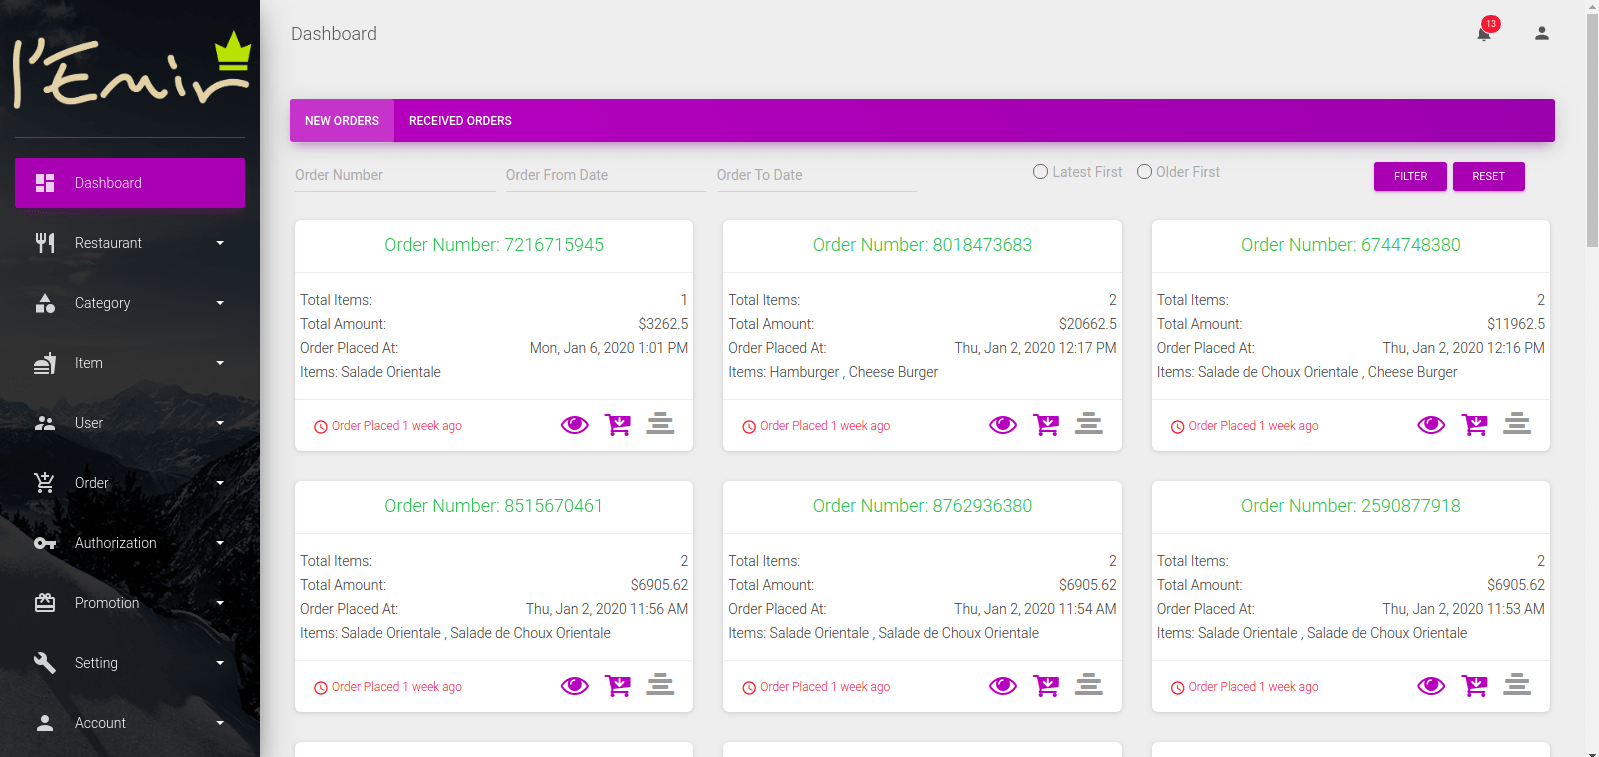 l'Emir
Dashboard
Restaurant
Category
Item
User
Order
Authorization
Promotion
Setting
Account
Dashboard
13
NEW ORDERS RECEIVED ORDERS
Order Number Order From Date Order To Date Latest First Older First FILTER RESET
Order Number: 7216715945
Total Items: 1
Total Amount: $3262.5
Order Placed At: Mon, Jan 6, 2020 1:01 PM
Items: Salade Orientale
Order Placed 1 week ago
Order Number: 8018473683
Total Items: 2
Total Amount: $20662.5
Order Placed At: Thu, Jan 2, 2020 12:17 PM
Items: Hamburger , Cheese Burger
Order Placed 1 week ago
Order Number: 6744748380
Total Items: 2
Total Amount: $11962.5
Order Placed At: Thu, Jan 2, 2020 12:16 PM
Items: Salade de Choux Orientale , Cheese Burger
Order Placed 1 week ago
Order Number: 8515670461
Total Items: 2
Total Amount: $6905.62
Order Placed At: Thu, Jan 2, 2020 11:56 AM
Items: Salade Orientale , Salade de Choux Orientale
Order Placed 1 week ago
Order Number: 8762936380
Total Items: 2
Total Amount: $6905.62
Order Placed At: Thu, Jan 2, 2020 11:54 AM
Items: Salade Orientale , Salade de Choux Orientale
Order Placed 1 week ago
Order Number: 2590877918
Total Items: 2
Total Amount: $6905.62
Order Placed At: Thu, Jan 2, 2020 11:53 AM
Items: Salade Orientale , Salade de Choux Orientale
Order Placed 1 week ago